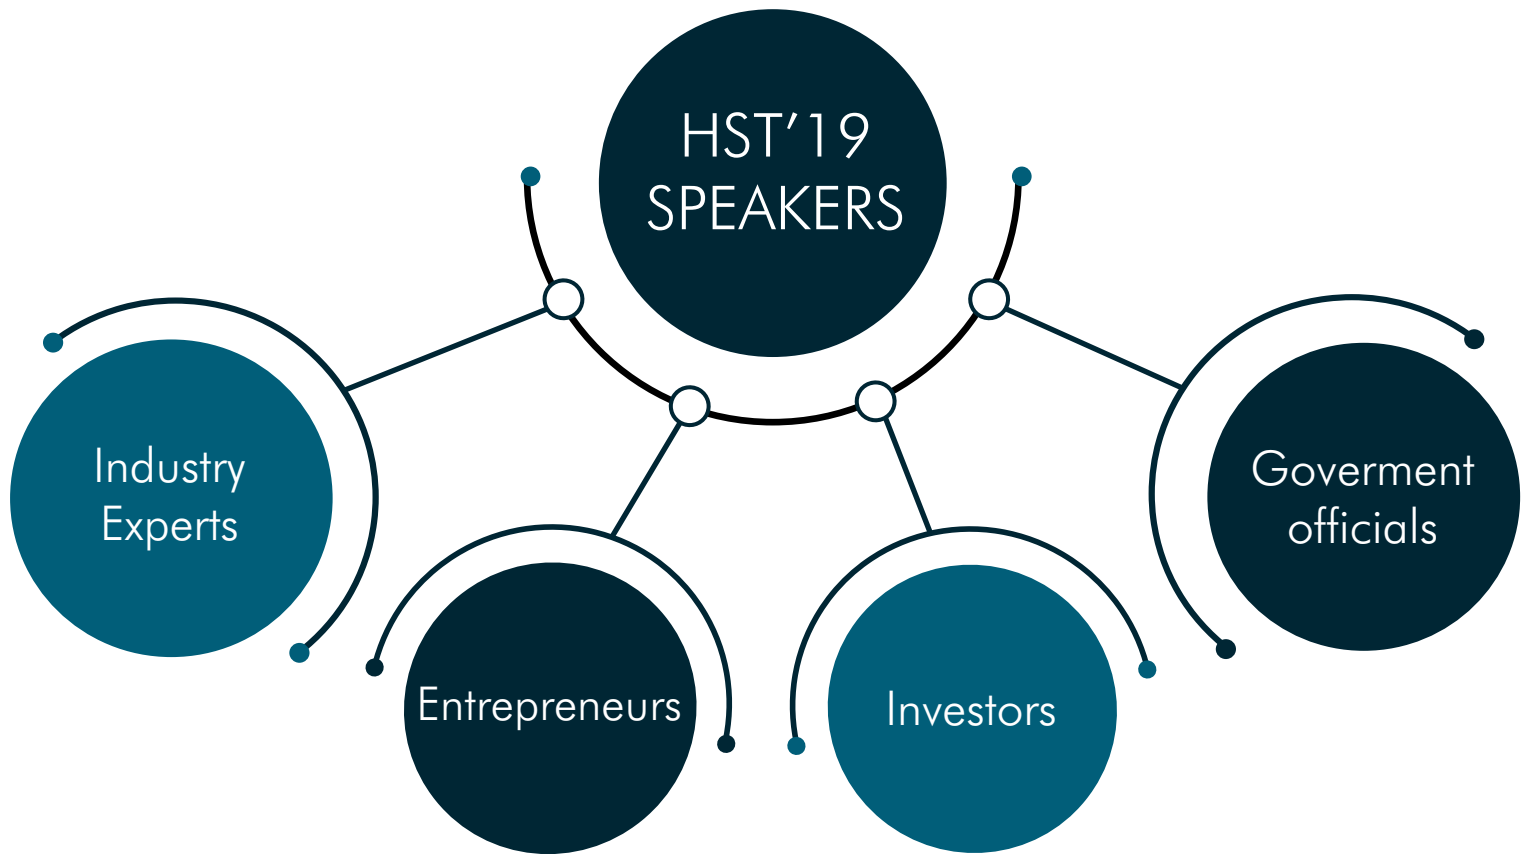 HST’19
SPEAKERS
Industry
Experts
Entrepreneurs
Investors
Goverment
officials